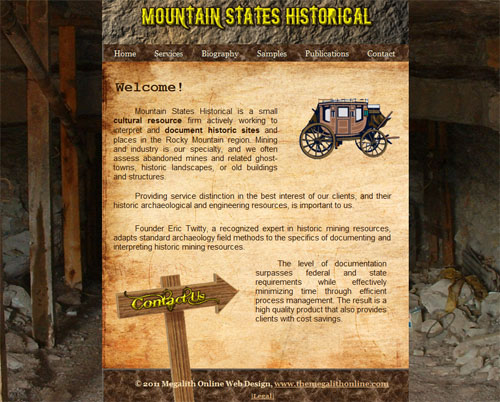 MOUNTAIN STATES HISTORICAL
Home Services Biography Samples Publications Contact
Welcome!
Mountain States Historical is a small
cultural resource firm actively working to
interpret and document historic sites and
places in the Rocky Mountain region. Mining
and industry is our specialty, and we often
assess abandoned mines and related ghost-
towns, historic landscapes, or old buildings
and structures.
Providing service distinction in the best interest of our clients, and their
historic archaeological and engineering resources, is important to us.
Founder Eric Twitty, a recognized expert in historic mining resources,
adapts standard archaeology field methods to the specifics of documenting and
interpreting historic mining resources.
The level of documentation
surpasses federal and state
requirements while effectively
minimizing time through efficient
process management. The result is a
high quality product that also provides
clients with cost savings.
Contact Us
© 2011 Megalith Online Web Design, www.themegalithonline.com
|Legal|